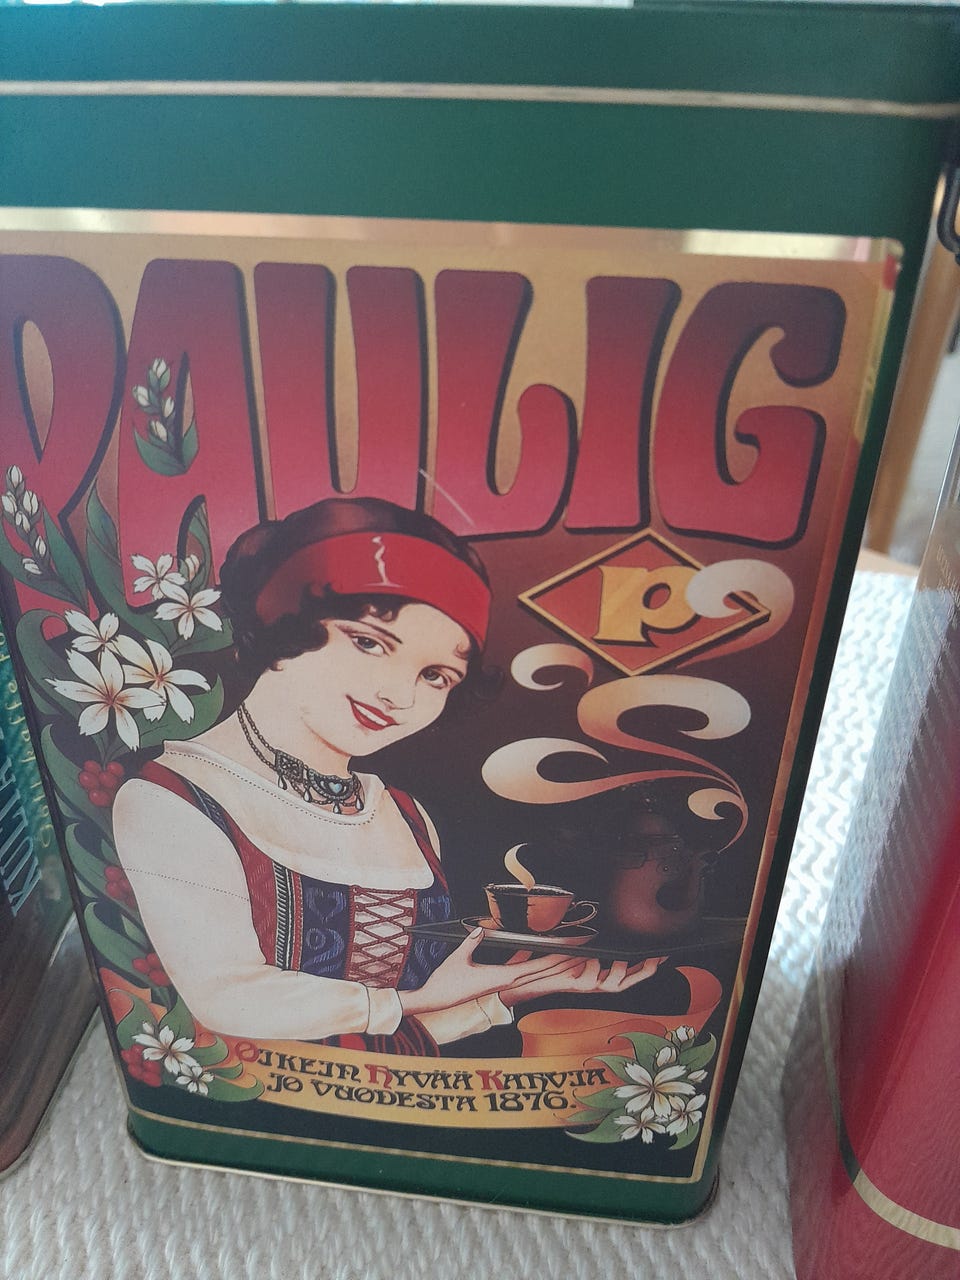 PAULIG
P
OIKEIN HYVÄÄ KAHVIA
JO VUODESTA 1876.